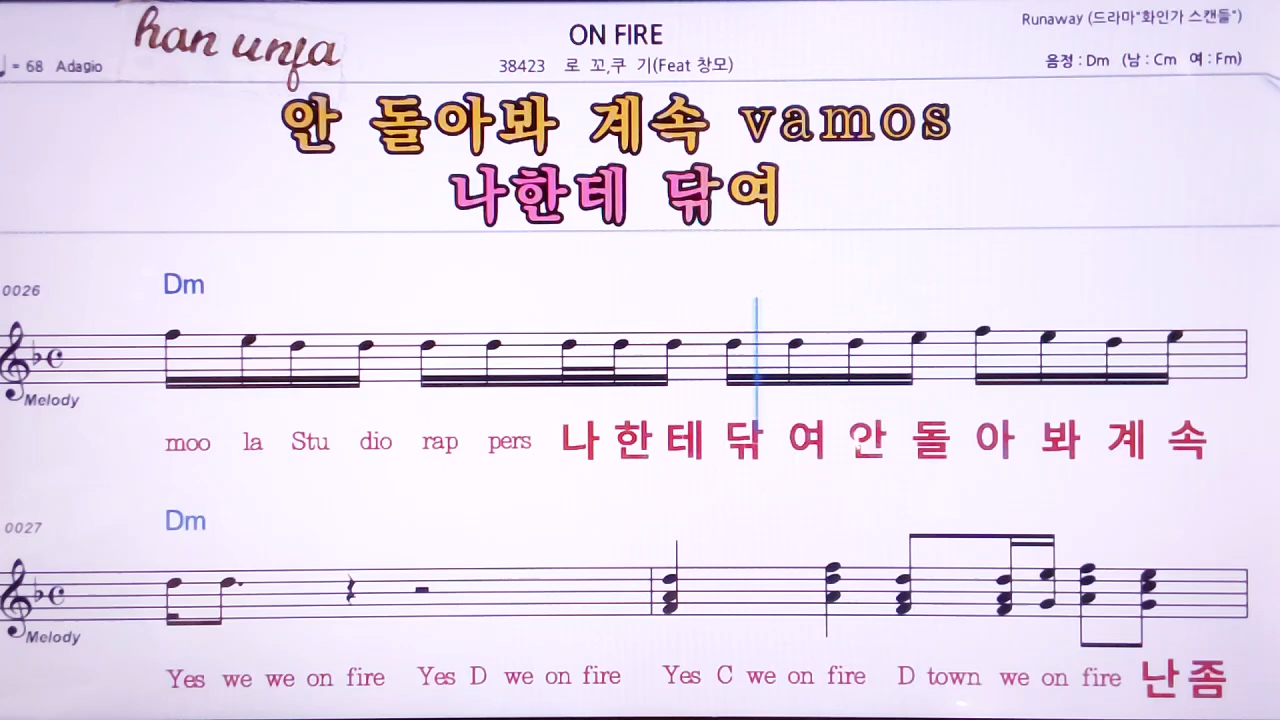 han unfa
ON FIRE
Runaway (드라마"화인가 스캔들")
♩ = 68 Adagio
38423 로 꼬,쿠 기(Feat 창모)
음정 : Dm (남 : Cm 여 : Fm)
안 돌아봐 계속 vamos
나한테 닦여
Dm
0026
Melody
moo la Stu dio rap pers 나 한 테 닦 여 안 돌 아 봐 계 속
Dm
0027
Melody
Yes we we on fire Yes D we on fire Yes C we on fire D town we on fire 난 좀